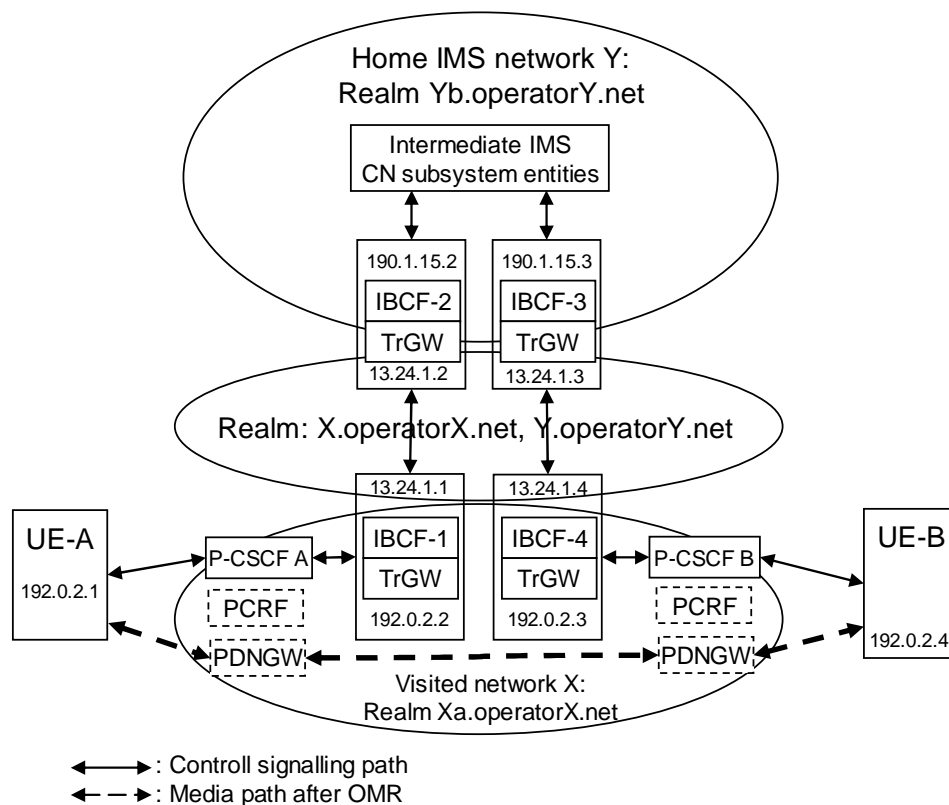 Home IMS network Y:
Realm Yb.operatorY.net
Intermediate IMS
CN subsystem entities
190.1.15.2
190.1.15.3
IBCF-2
IBCF-3
TrGW
TrGW
13.24.1.2
13.24.1.3
Realm: X.operatorX.net, Y.operatorY.net
13.24.1.1
13.24.1.4
UE-A
192.0.2.1
P-CSCF A
IBCF-1
IBCF-4
P-CSCF B
UE-B
192.0.2.4
TrGW
TrGW
PCRF
PCRF
192.0.2.2
192.0.2.3
PDNGW
PDNGW
Visited network X:
Realm Xa.operatorX.net
: Controll signalling path
: Media path after OMR